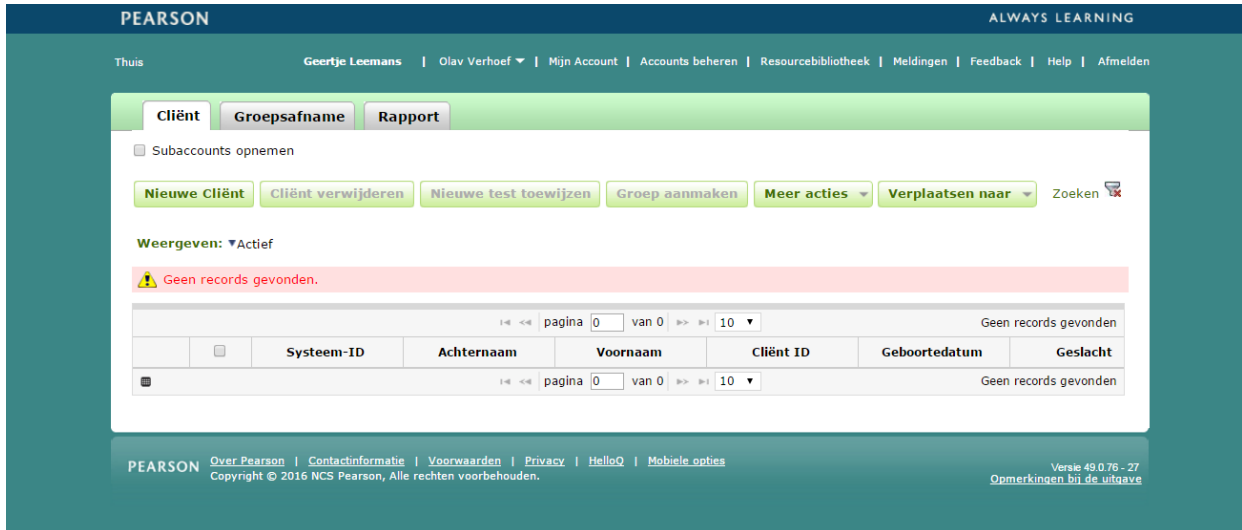 PEARSON ALWAYS LEARNING
Thuis Geertje Leemans | Olav Verhoef | Mijn Account | Accounts beheren | Resourcebibliotheek | Meldingen | Feedback | Help | Afmelden
Cliënt Groepsafname Rapport
Subaccounts opnemen
Nieuwe Cliënt Cliënt verwijderen Nieuwe test toewijzen Groep aanmaken Meer acties Verplaatsen naar Zoeken
Weergeven: Actief
Geen records gevonden.
pagina 0 van 0 10 Geen records gevonden
Systeem-ID Achternaam Voornaam Cliënt ID Geboortedatum Geslacht
pagina 0 van 0 10 Geen records gevonden
PEARSON Over Pearson | Contactinformatie | Voorwaarden | Privacy | HelloQ | Mobiele opties
Copyright © 2016 NCS Pearson, Alle rechten voorbehouden.
Versie 49.0.76 - 27
Opmerkingen bij de uitgave